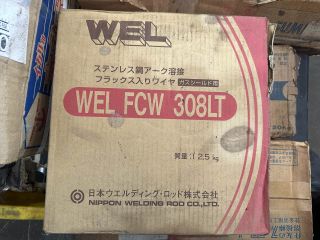 WEL
ステンレス鋼アーク溶接
フラックス入りワイヤ ガスシールド用
WEL FCW 308LT
質量:12.5kg
日本ウエルディング・ロッド株式会社
NIPPON WELDING ROD CO.,LTD.